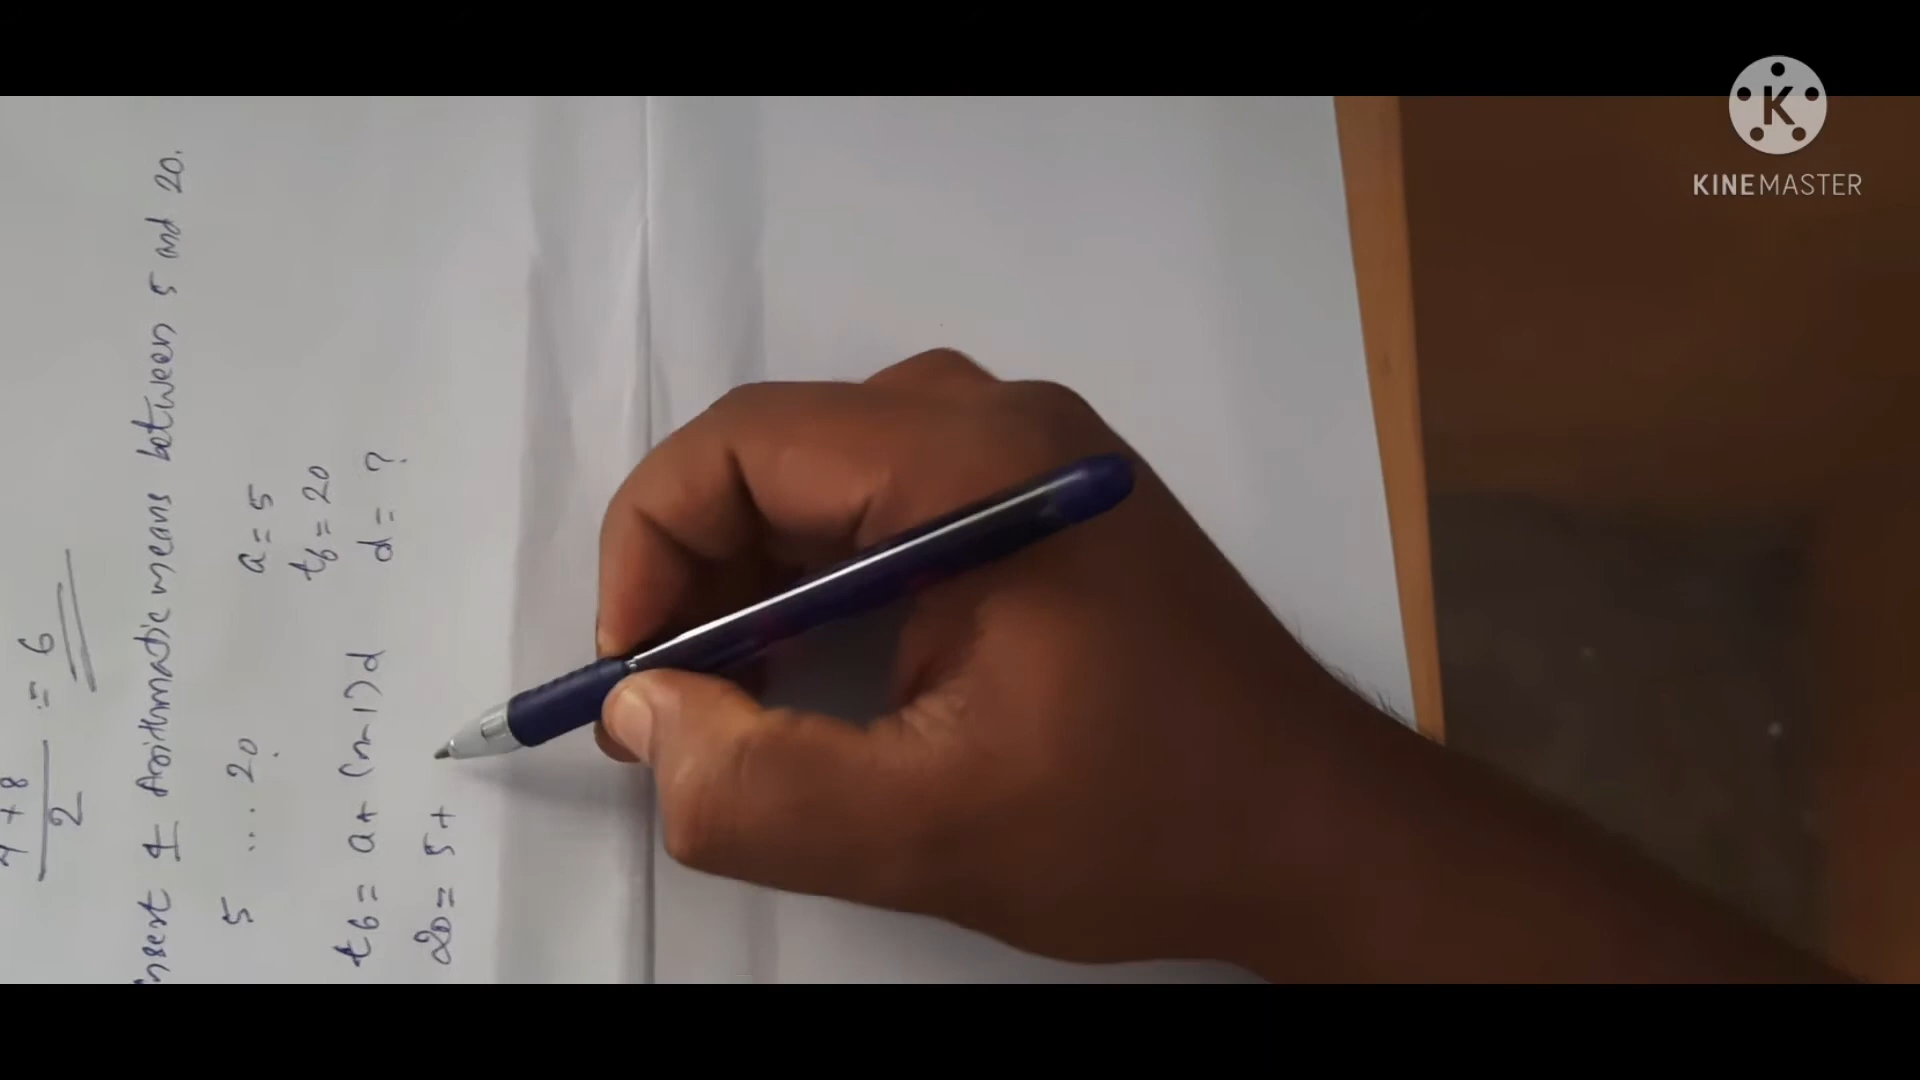 4 + 8
2
= 6
Insert 4 Arithmatic means between 5 and 20.
5 .... 20.
a = 5
t6 = 20
t6 = a + (n-1)d
d = ?
20 = 5 +
KINEMASTER